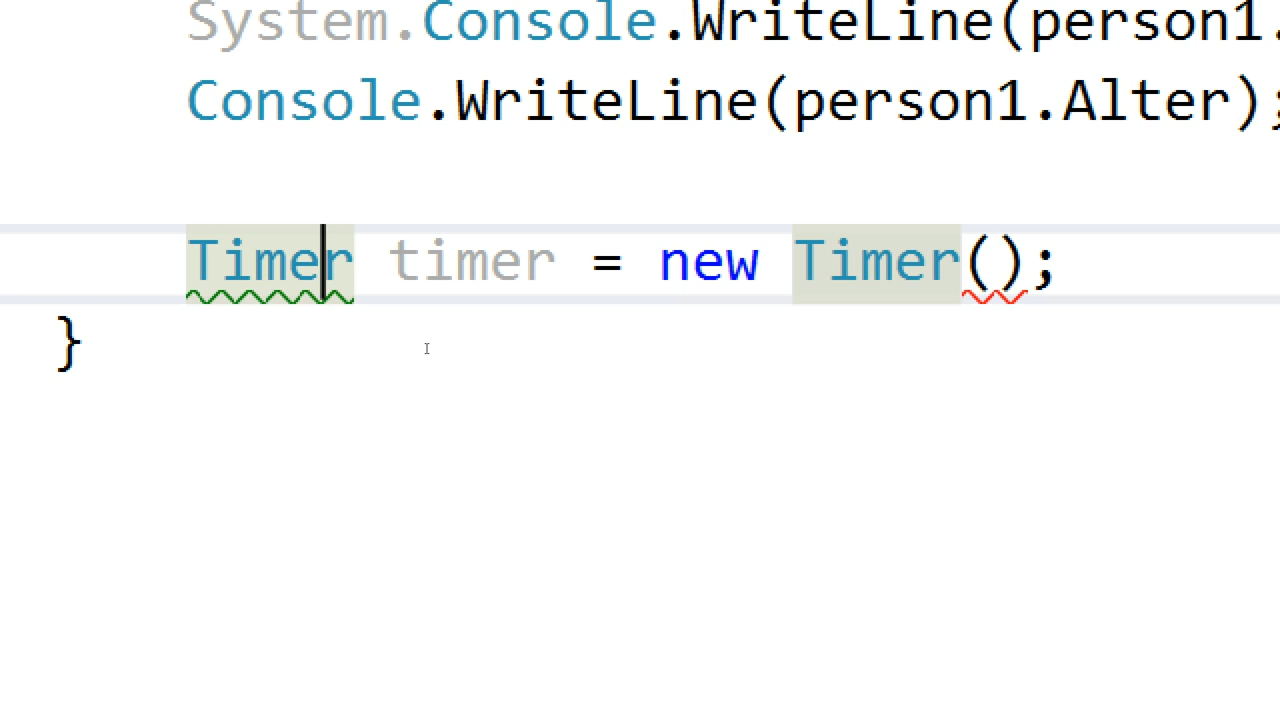 System.Console.WriteLine(person1.
Console.WriteLine(person1.Alter);
Timer timer = new Timer();
}